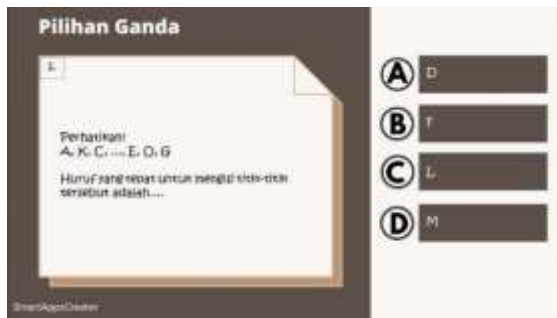 Pilihan Ganda
1.
Perhatikan!
A, K, C, ...., E, O, G
Huruf yang tepat untuk mengisi titik-titik
tersebut adalah....
A D
B
C L
D M
SmartAppsCreator